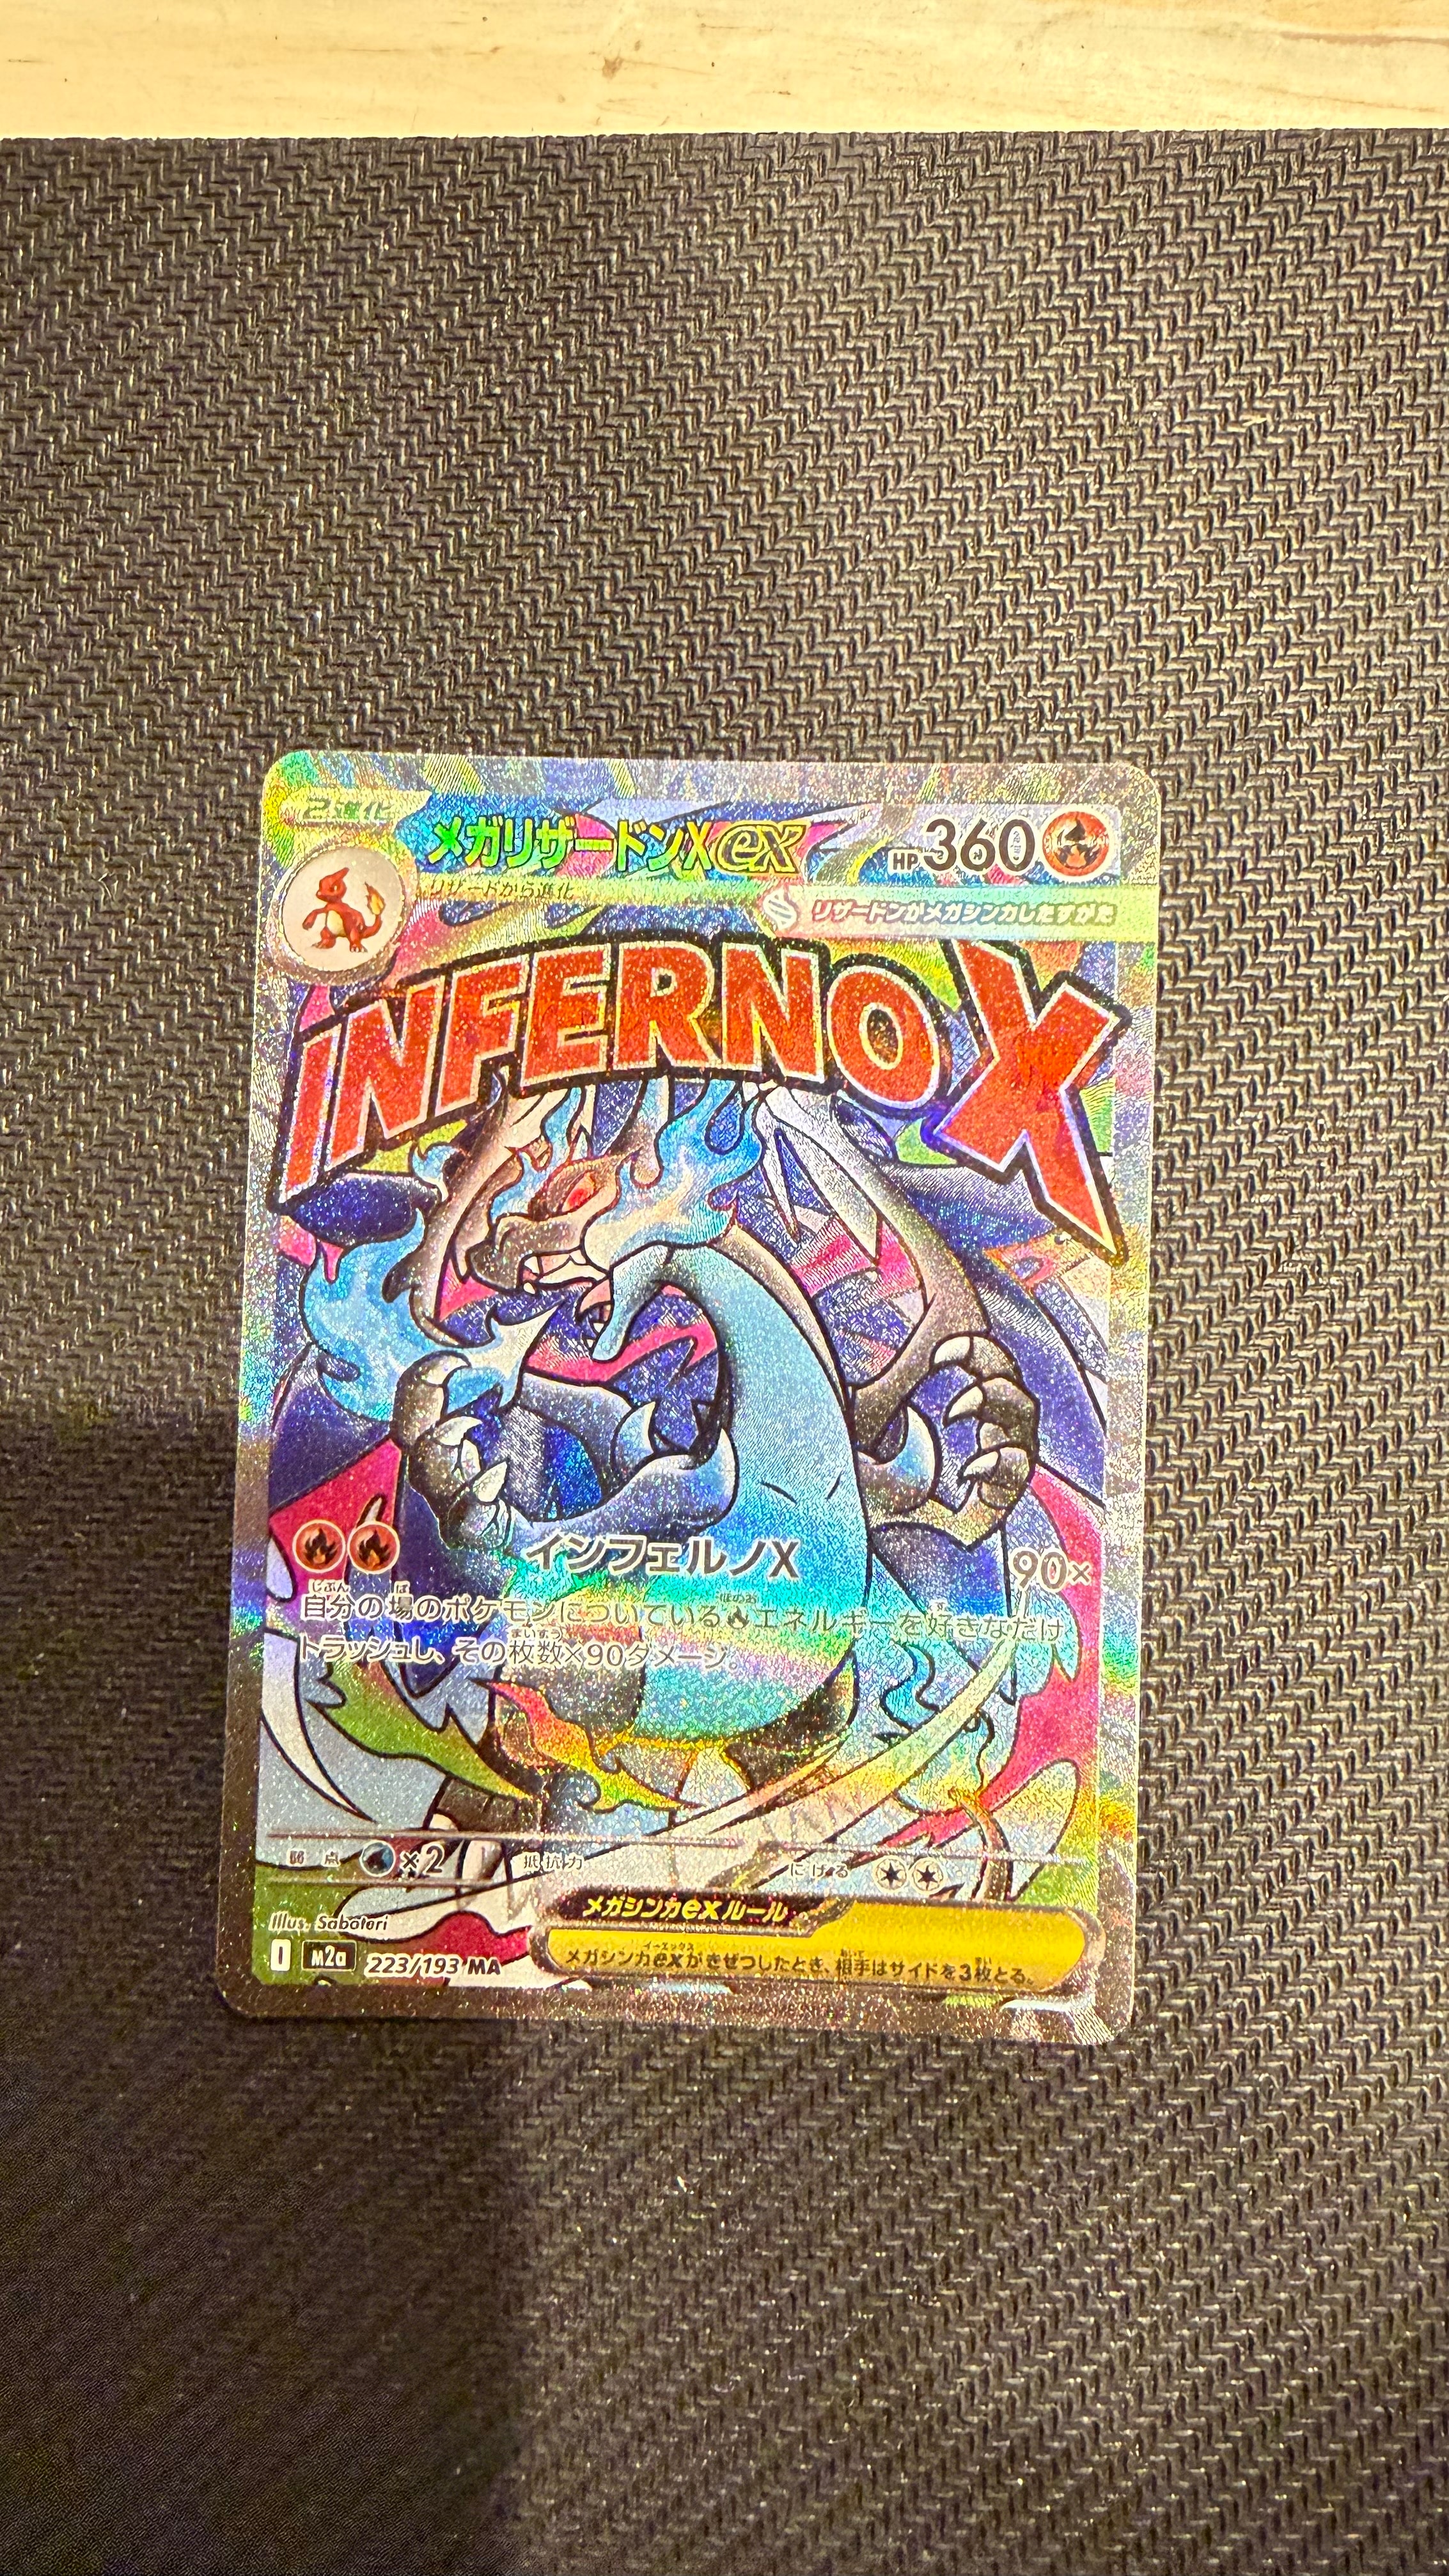 2進化
メガリザードンXex
HP 360
リザードから進化
リザードンがメガシンカしたすがた
INFERNO X
インフェルノX 90×
自分の場のポケモンについているエネルギーを好きなだけ
トラッシュし、その枚数×90ダメージ。
弱点 ×2 抵抗力 にげる
メガシンカexルール
メガシンカexがきぜつしたとき、相手はサイドを3枚とる。
Illus. Saboteri
I M2a 223/193 MA